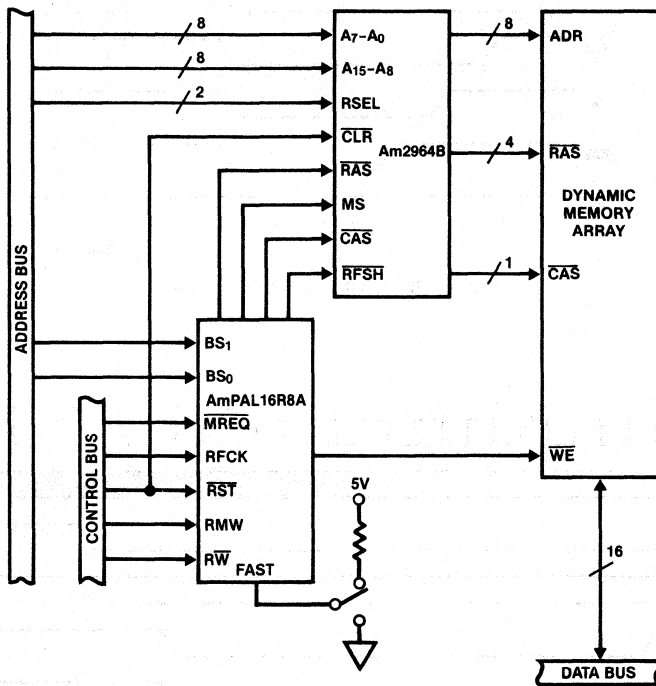 8
A7–A0
8
ADR
8
A15–A8
2
RSEL
CLR
Am2964B
RAS
4
RAS
MS
DYNAMIC
MEMORY
ARRAY
CAS
RFSH
1
CAS
ADDRESS BUS
BS1
BS0
AmPAL16R8A
MREQ
RFCK
RST
RMW
RW
FAST
CONTROL BUS
WE
5V
16
DATA BUS